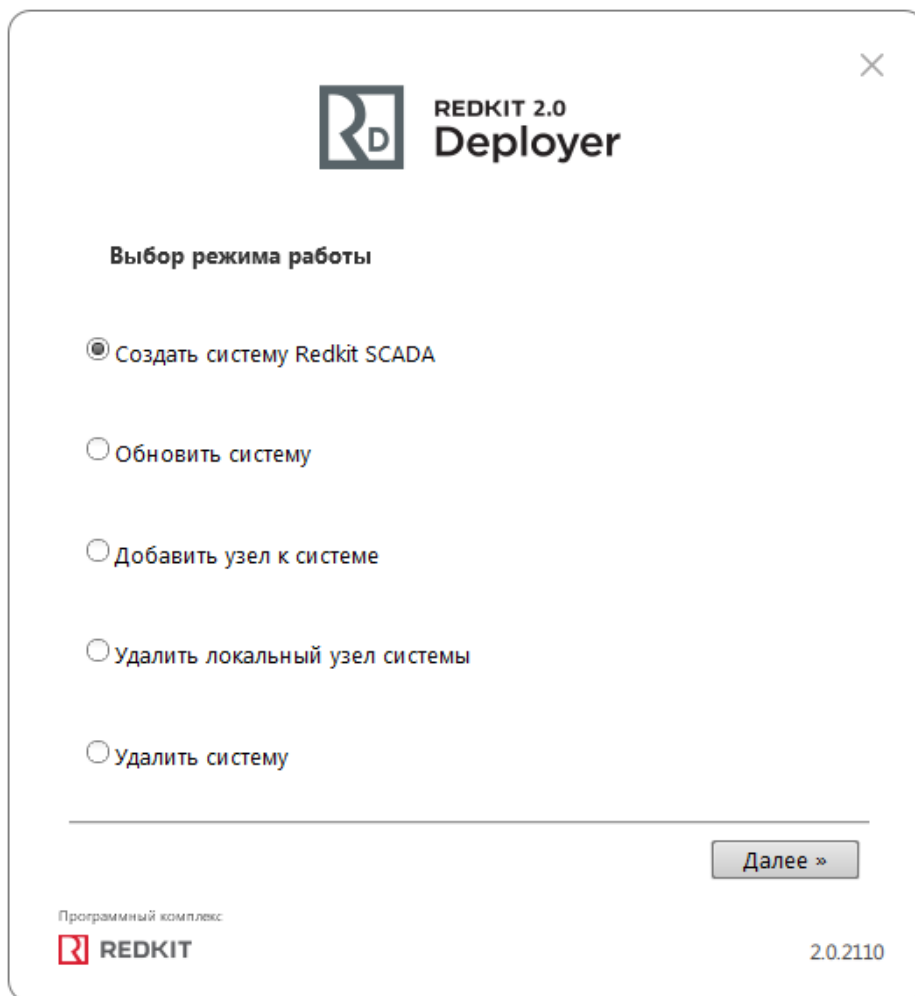 REDKIT 2.0
RD Deployer
Выбор режима работы
Создать систему Redkit SCADA
Обновить систему
Добавить узел к системе
Удалить локальный узел системы
Удалить систему
Далее »
Программный комплекс
REDKIT
2.0.2110